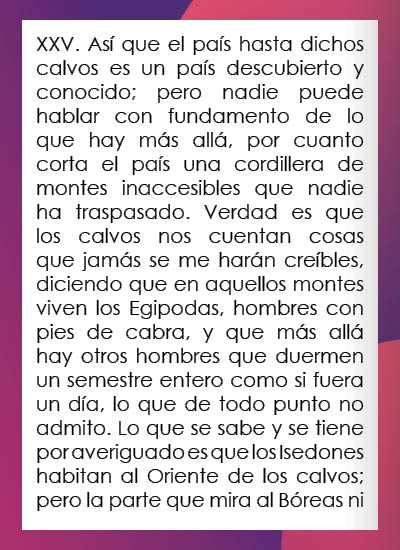 XXV. Así que el país hasta dichos
calvos es un país descubierto y
conocido; pero nadie puede
hablar con fundamento de lo
que hay más allá, por cuanto
corta el país una cordillera de
montes inaccesibles que nadie
ha traspasado. Verdad es que
los calvos nos cuentan cosas
que jamás se me harán creíbles,
diciendo que en aquellos montes
viven los Egipodas, hombres con
pies de cabra, y que más allá
hay otros hombres que duermen
un semestre entero como si fuera
un día, lo que de todo punto no
admito. Lo que se sabe y se tiene
por averiguado es que los Isedones
habitan al Oriente de los calvos;
pero la parte que mira al Bóreas ni